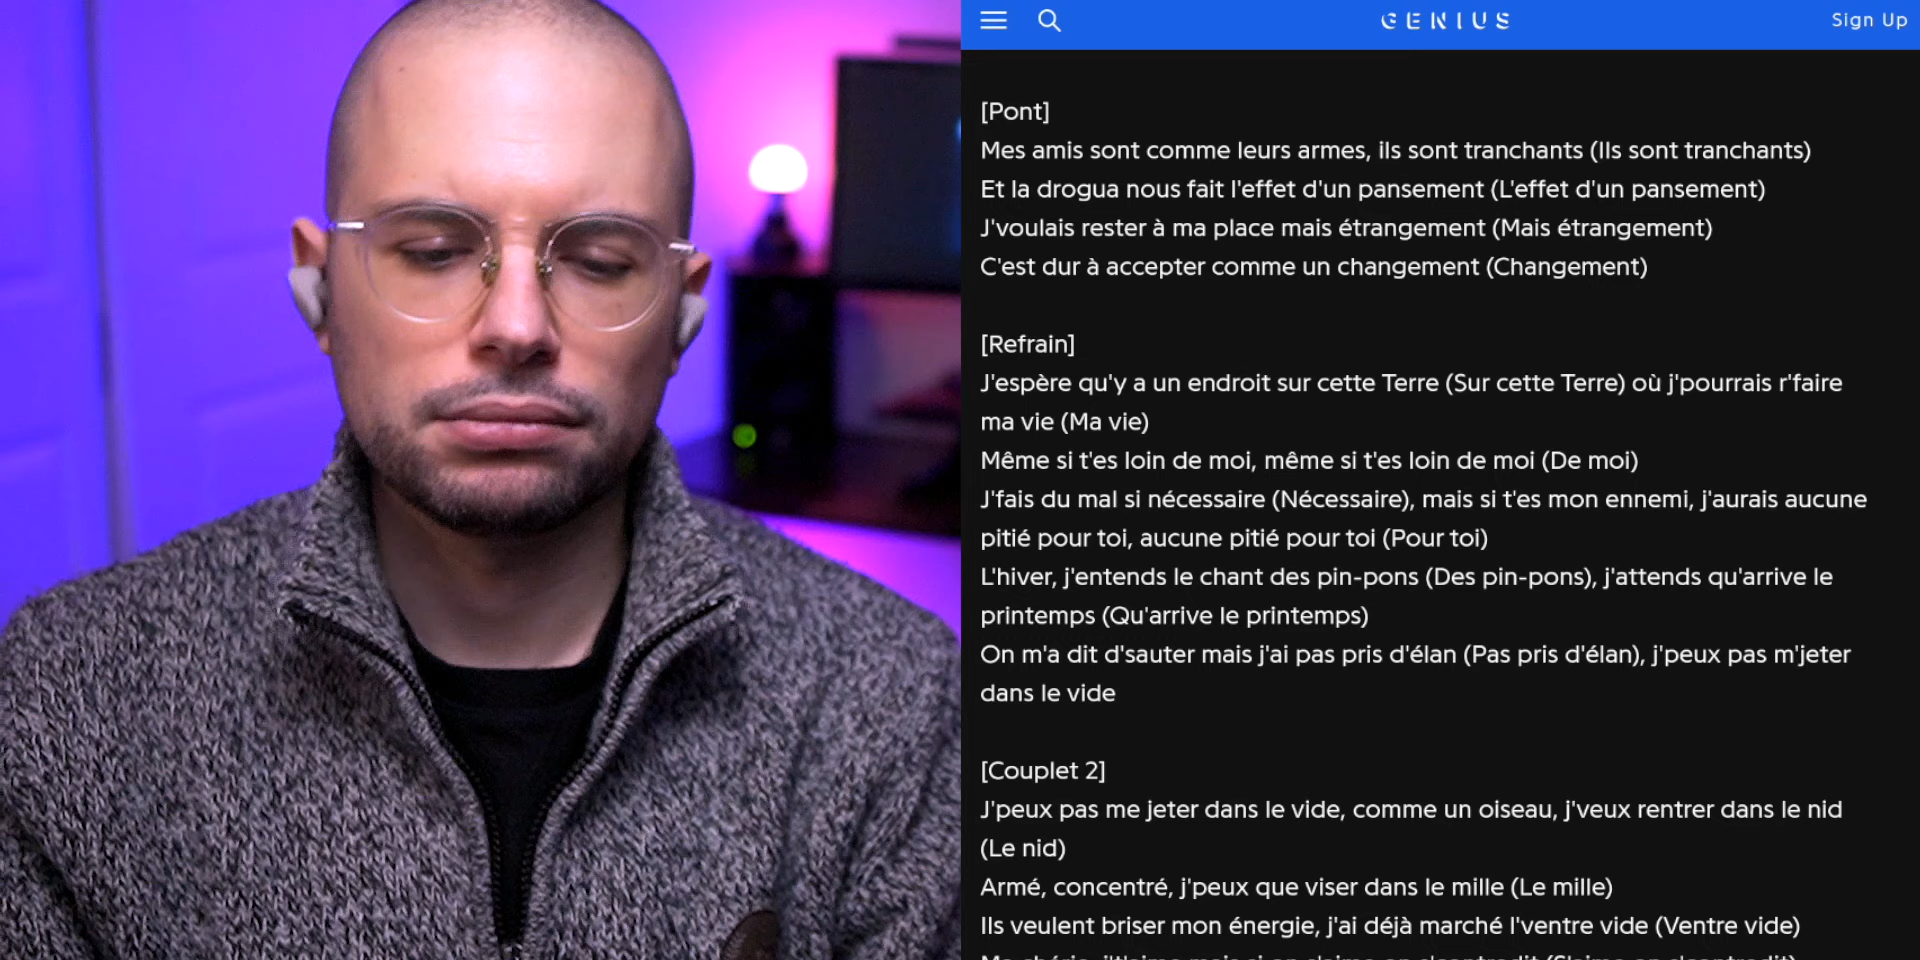 GENIUS
Sign Up
[Pont]
Mes amis sont comme leurs armes, ils sont tranchants (Ils sont tranchants)
Et la drogua nous fait l'effet d'un pansement (L'effet d'un pansement)
J'voulais rester à ma place mais étrangement (Mais étrangement)
C'est dur à accepter comme un changement (Changement)
[Refrain]
J'espère qu'y a un endroit sur cette Terre (Sur cette Terre) où j'pourrais r'faire
ma vie (Ma vie)
Même si t'es loin de moi, même si t'es loin de moi (De moi)
J'fais du mal si nécessaire (Nécessaire), mais si t'es mon ennemi, j'aurais aucune
pitié pour toi, aucune pitié pour toi (Pour toi)
L'hiver, j'entends le chant des pin-pons (Des pin-pons), j'attends qu'arrive le
printemps (Qu'arrive le printemps)
On m'a dit d'sauter mais j'ai pas pris d'élan (Pas pris d'élan), j'peux pas m'jeter
dans le vide
[Couplet 2]
J'peux pas me jeter dans le vide, comme un oiseau, j'veux rentrer dans le nid
(Le nid)
Armé, concentré, j'peux que viser dans le mille (Le mille)
Ils veulent briser mon énergie, j'ai déjà marché l'ventre vide (Ventre vide)